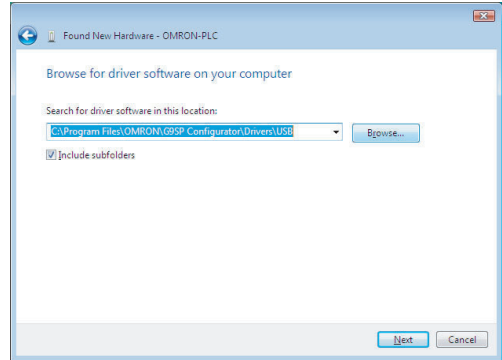 Found New Hardware - OMRON-PLC
Browse for driver software on your computer
Search for driver software in this location:
C:\Program Files\OMRON\G9SP Configurator\Drivers\USB
Browse...
Include subfolders
Next
Cancel